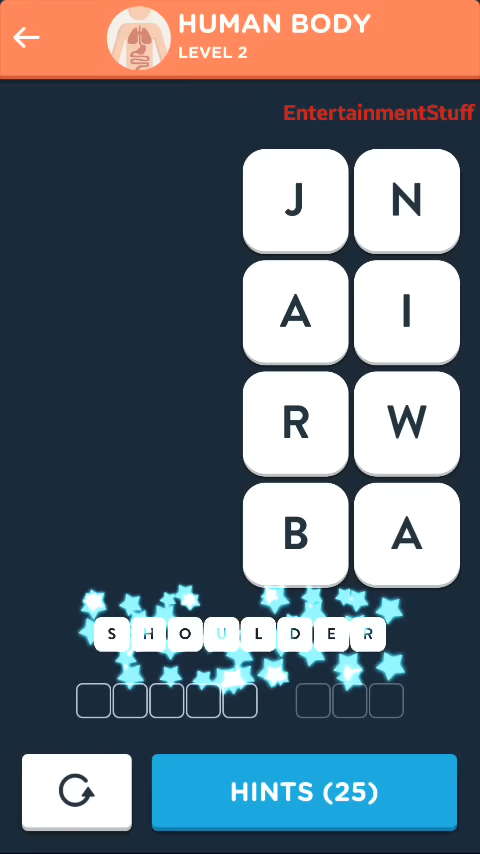 HUMAN BODY
LEVEL 2
EntertainmentStuff
J N
A I
R W
B A
SHOULDER
HINTS (25)